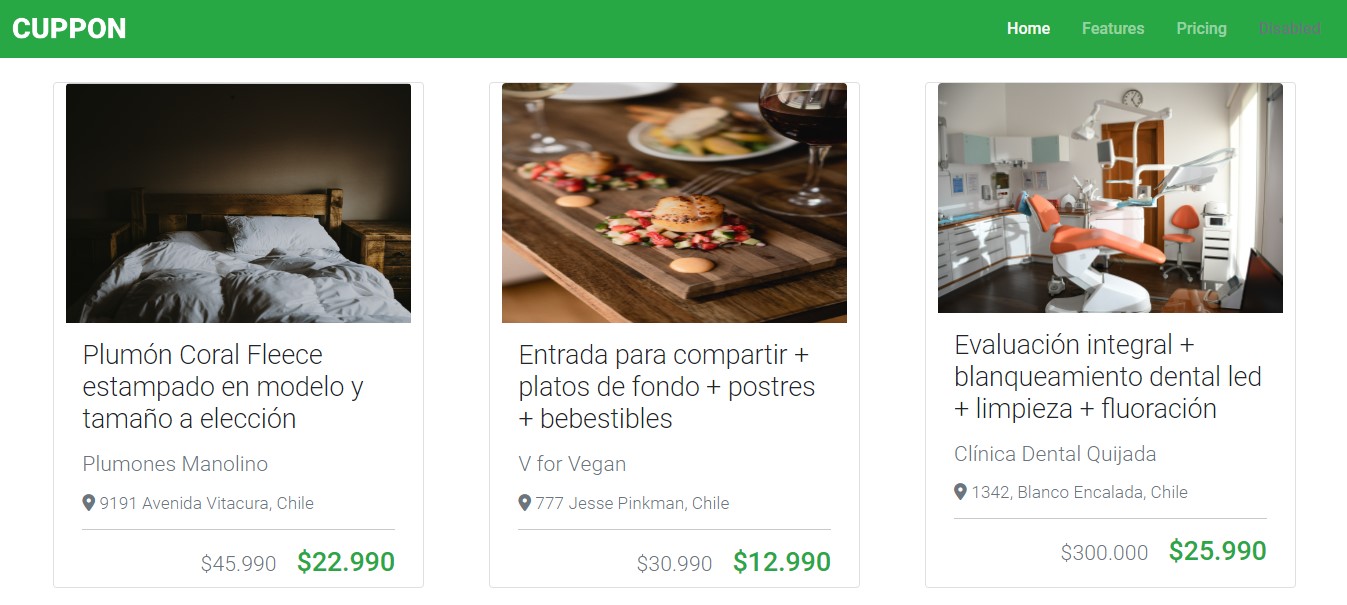 CUPPON
Home Features Pricing Disabled
Plumón Coral Fleece
estampado en modelo y
tamaño a elección
Plumones Manolino
9191 Avenida Vitacura, Chile
$45.990 $22.990
Entrada para compartir +
platos de fondo + postres
+ bebestibles
V for Vegan
777 Jesse Pinkman, Chile
$30.990 $12.990
Evaluación integral +
blanqueamiento dental led
+ limpieza + fluoración
Clínica Dental Quijada
1342, Blanco Encalada, Chile
$300.000 $25.990